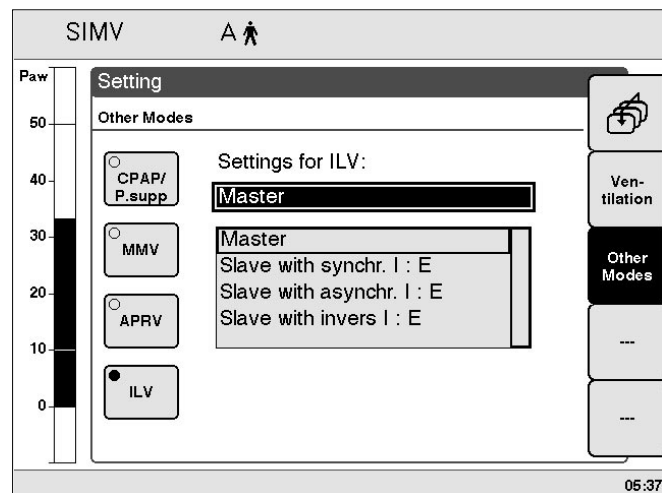 SIMV
A
Paw
Setting
Other Modes
50
40
30
20
10
0
CPAP/
P.supp
MMV
APRV
ILV
Settings for ILV:
Master
Master
Slave with synchr. I : E
Slave with asynchr. I : E
Slave with invers I : E
Ven-
tilation
Other
Modes
---
---
05:37